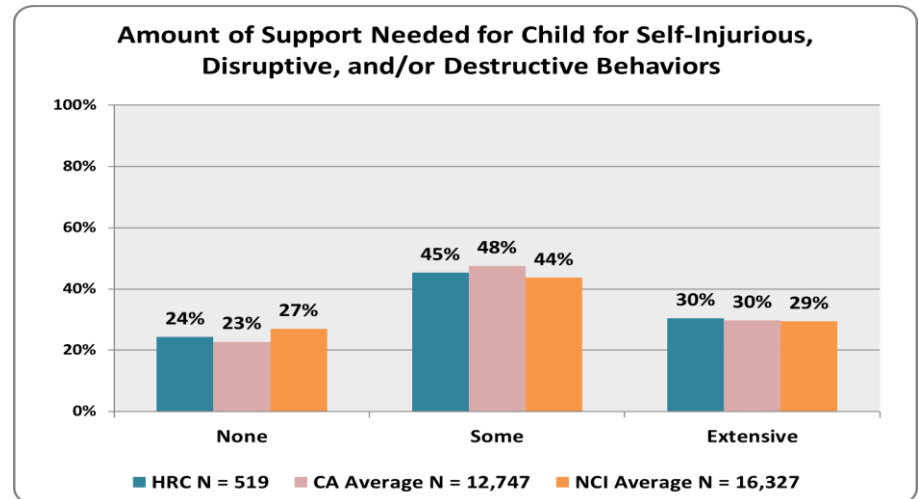 Amount of Support Needed for Child for Self-Injurious,
Disruptive, and/or Destructive Behaviors
100%
80%
60%
40%
20%
0%
24%
23%
27%
45%
48%
44%
30%
30%
29%
None
Some
Extensive
HRC N = 519
CA Average N = 12,747
NCI Average N = 16,327